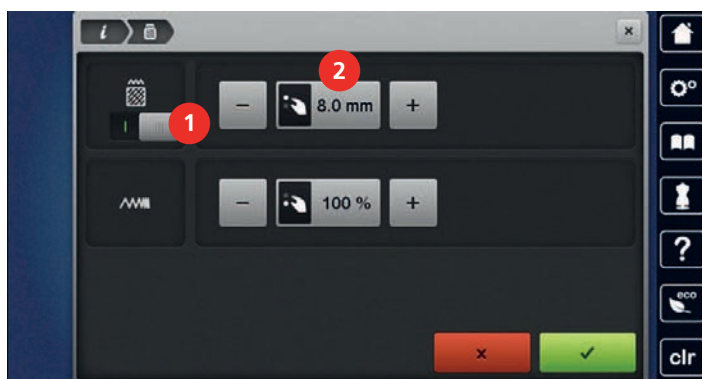 i
×
2
− 8.0 mm +
1
− 100 % +
?
eco
× ✓
clr